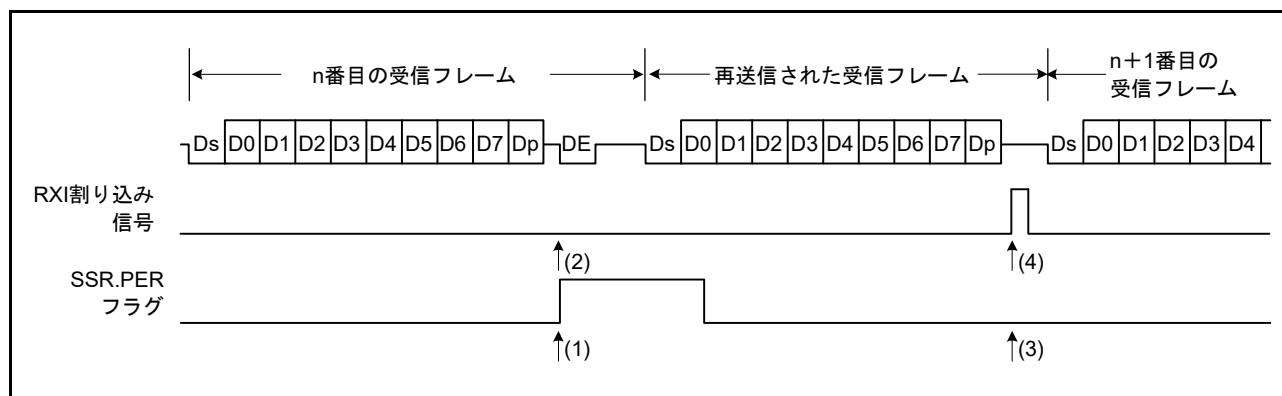 n番目の受信フレーム
再送信された受信フレーム
n+1番目の
受信フレーム
Ds D0 D1 D2 D3 D4 D5 D6 D7 Dp DE Ds D0 D1 D2 D3 D4 D5 D6 D7 Dp Ds D0 D1 D2 D3 D4
RXI割り込み
信号
(2) (4)
SSR.PER
フラグ
(1) (3)